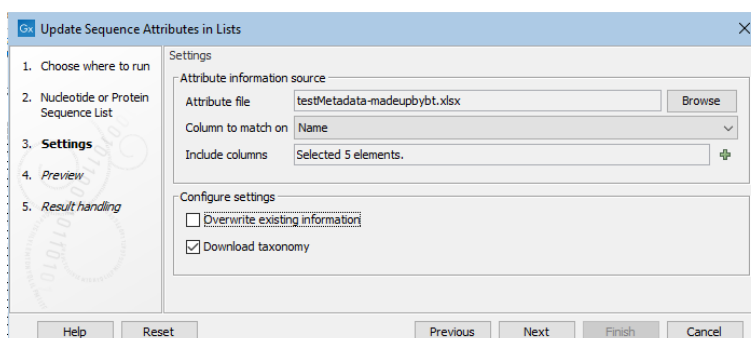 Gx Update Sequence Attributes in Lists
1. Choose where to run
2. Nucleotide or Protein
Sequence List
3. Settings
4. Preview
5. Result handling
Settings
Attribute information source
Attribute file testMetadata-madeupbybt.xlsx Browse
Column to match on Name
Include columns Selected 5 elements.
Configure settings
Overwrite existing information
Download taxonomy
Help Reset Previous Next Finish Cancel